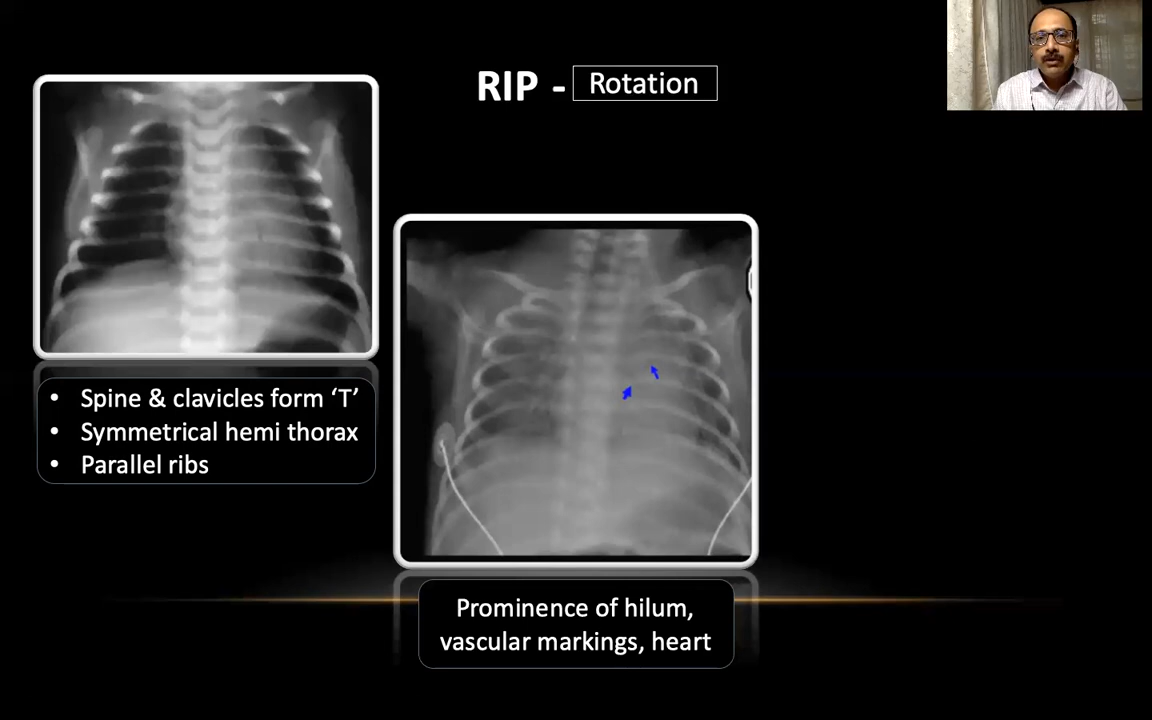 RIP - Rotation
• Spine & clavicles form ‘T’
• Symmetrical hemi thorax
• Parallel ribs
Prominence of hilum,
vascular markings, heart